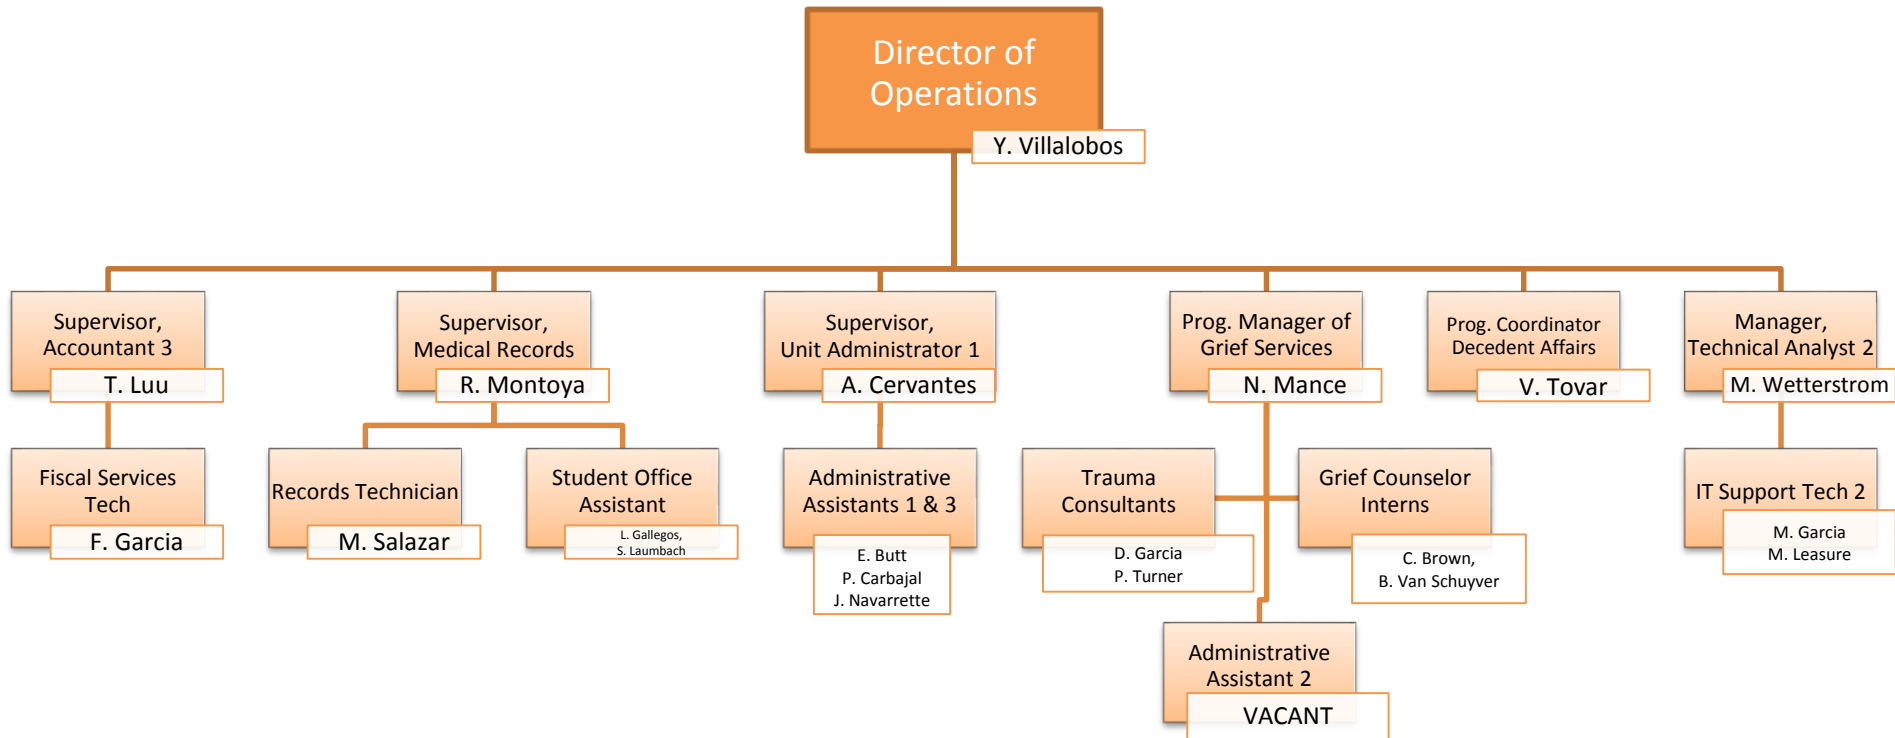 Director of
Operations
Y. Villalobos
Supervisor,
Accountant 3
T. Luu
Supervisor,
Medical Records
R. Montoya
Supervisor,
Unit Administrator 1
A. Cervantes
Prog. Manager of
Grief Services
N. Mance
Prog. Coordinator
Decedent Affairs
V. Tovar
Manager,
Technical Analyst 2
M. Wetterstrom
Fiscal Services
Tech
F. Garcia
Records Technician
M. Salazar
Student Office
Assistant
L. Gallegos,
S. Laumbach
Administrative
Assistants 1 & 3
E. Butt
P. Carbajal
J. Navarrette
Trauma
Consultants
D. Garcia
P. Turner
Grief Counselor
Interns
C. Brown,
B. Van Schuyver
IT Support Tech 2
M. Garcia
M. Leasure
Administrative
Assistant 2
VACANT